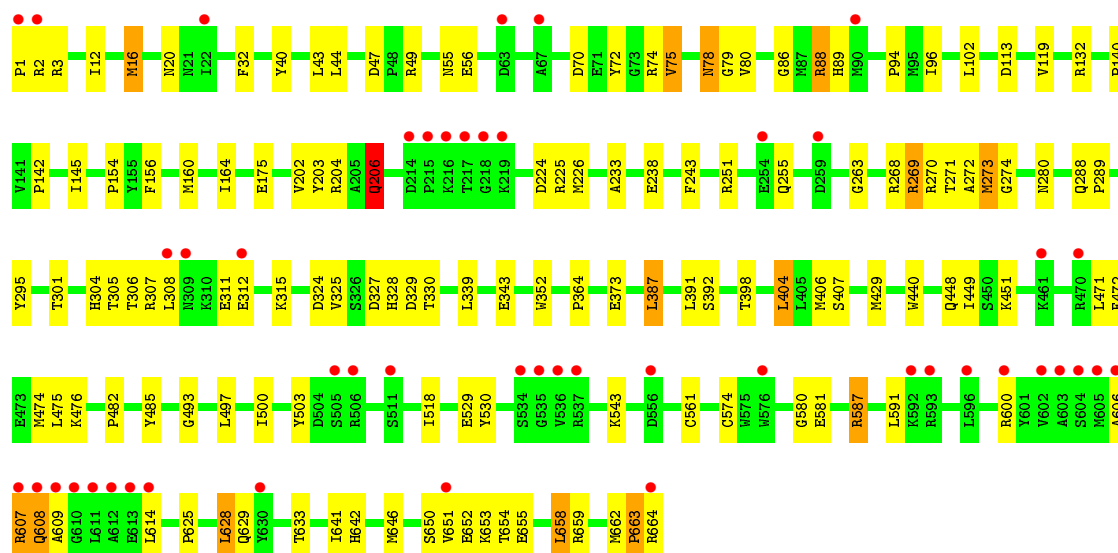 P1 R2 R3 I12 M16 N20 N21 I22 F32 Y40 L43 L44 D47 P48 R49 N55 E56 D63 A67 D70 E71 Y72 G73 R74 V75 N78 G79 V80 G86 M87 R88 H89 M90 P94 M95 I96 L102 D113 V119 R132
V141 P142 I145 P154 Y155 F156 M160 I164 E175 V202 Y203 R204 A205 Q206 D214 P215 K216 T217 G218 K219 D224 R225 M226 A233 E238 F243 R251 E254 Q255 D259 G263 R268 R269 R270 T271 A272 M273 G274 N280 Q288 P289
Y295 T301 H304 T305 T306 R307 L308 N309 K310 E311 E312 K315 D324 V325 S326 D327 H328 D329 T330 L339 E343 W352 P364 E373 L387 L391 S392 T398 L404 L405 M406 S407 M429 W440 Q448 I449 S450 K451 K461 R470 L471
E473 M474 L475 K476 P482 Y485 G493 L497 I500 Y503 D504 S505 R506 S511 I518 E529 Y530 S534 G535 V536 R537 K543 D556 C561 C574 W575 W576 G580 E581 R587 L591 K592 R593 L596 R600 Y601 V602 A603 S604 M605 A606
R607 Q608 A609 G610 L611 A612 E613 L614 P625 L628 Q629 Y630 T633 I641 H642 M646 S650 V651 E652 K653 T654 E655 L658 R659 M662 P663 R664